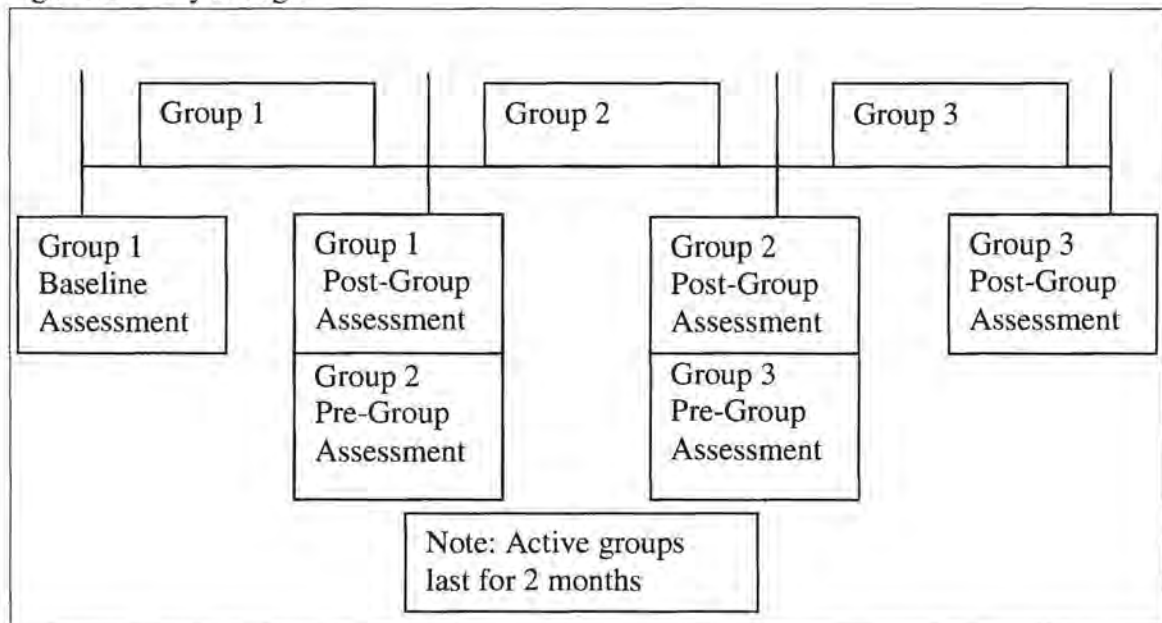 Group 1
Group 2
Group 3
Group 1
Baseline
Assessment
Group 1
Post-Group
Assessment
Group 2
Pre-Group
Assessment
Group 2
Post-Group
Assessment
Group 3
Pre-Group
Assessment
Group 3
Post-Group
Assessment
Note: Active groups
last for 2 months